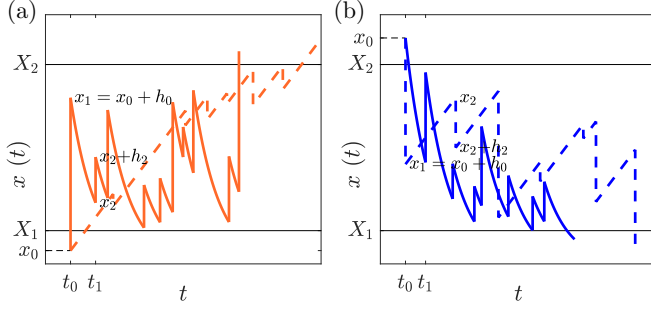 (a)
X₂
x₁ = x₀ + h₀
x₂+h₂
x₂
X₁
x₀
x (t)
t₀ t₁
t
(b)
x₀
X₂
x₂
x₂+h₂
x₁ = x₀ + h₀
X₁
x (t)
t₀ t₁
t